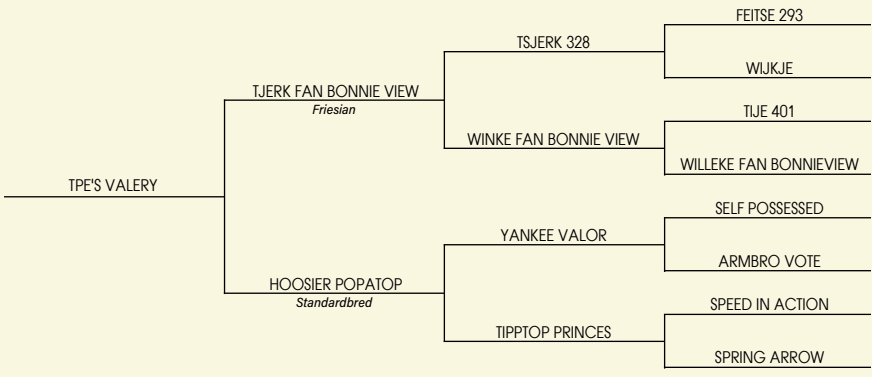 FEITSE 293
TSJERK 328
WIJKJE
TJERK FAN BONNIE VIEW
Friesian
TIJE 401
WINKE FAN BONNIE VIEW
WILLEKE FAN BONNIEVIEW
TPE'S VALERY
SELF POSSESSED
YANKEE VALOR
ARMBRO VOTE
HOOSIER POPATOP
Standardbred
SPEED IN ACTION
TIPPTOP PRINCES
SPRING ARROW